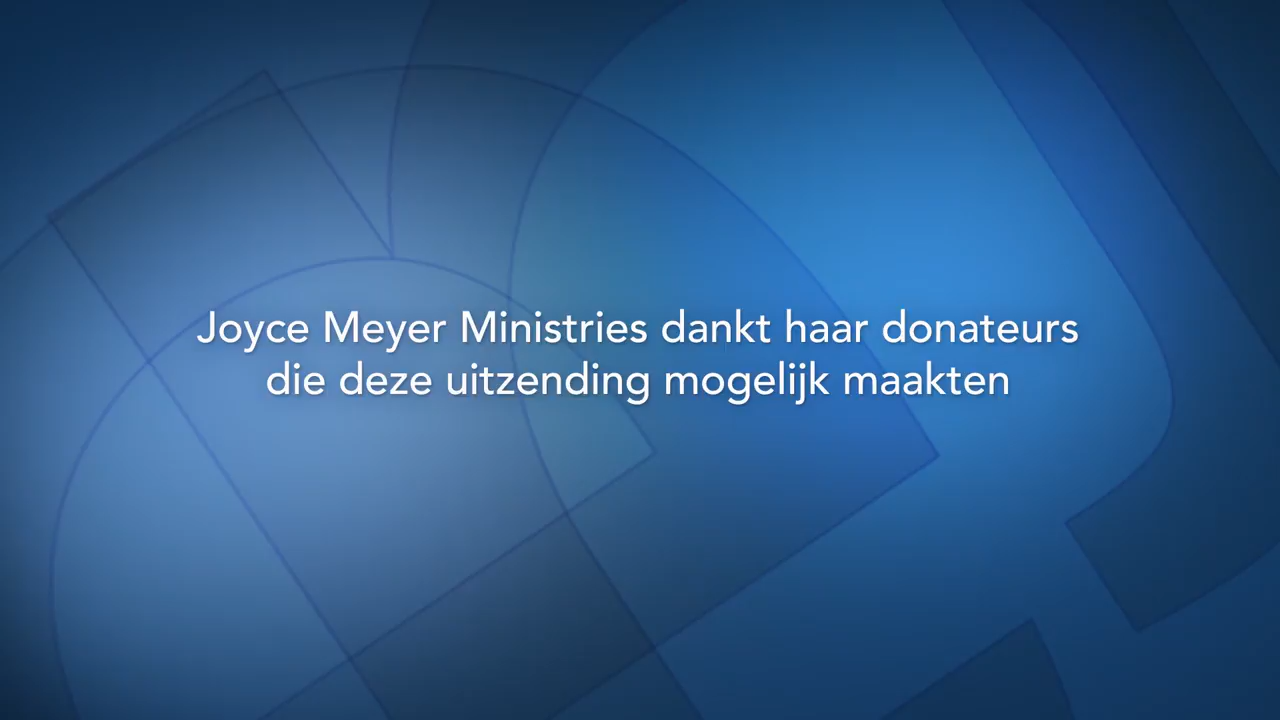 Joyce Meyer Ministries dankt haar donateurs
die deze uitzending mogelijk maakten